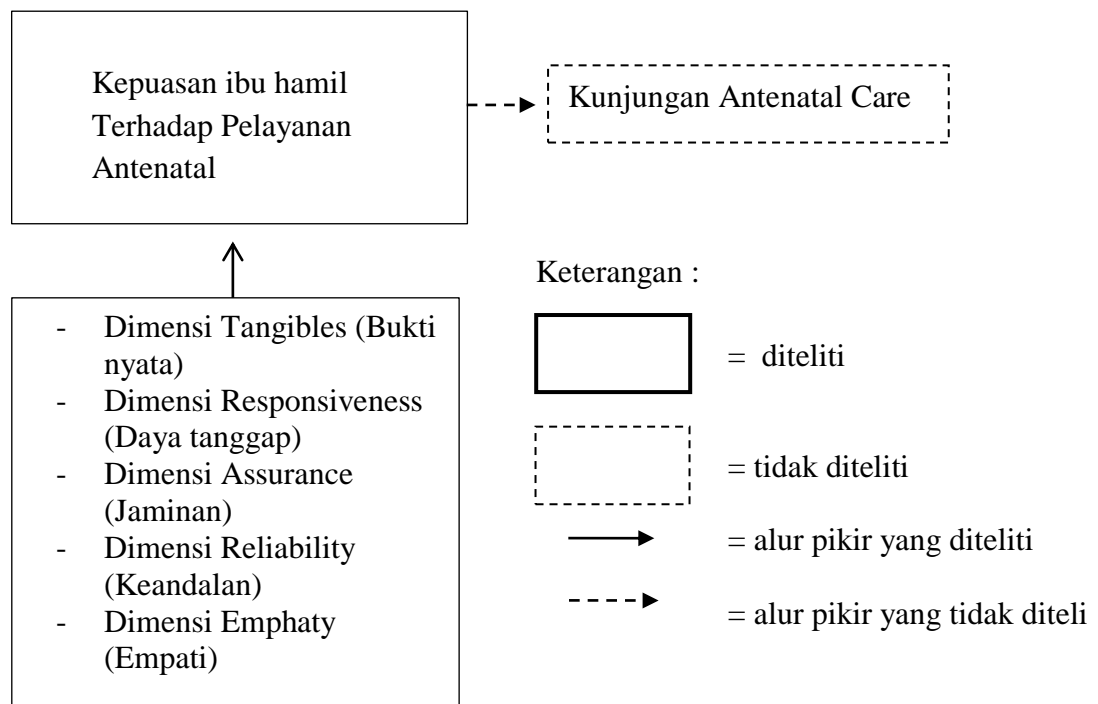 Kepuasan ibu hamil
Terhadap Pelayanan
Antenatal
Kunjungan Antenatal Care
- Dimensi Tangibles (Bukti
nyata)
- Dimensi Responsiveness
(Daya tanggap)
- Dimensi Assurance
(Jaminan)
- Dimensi Reliability
(Keandalan)
- Dimensi Emphaty
(Empati)
Keterangan :
= diteliti
= tidak diteliti
= alur pikir yang diteliti
= alur pikir yang tidak diteli